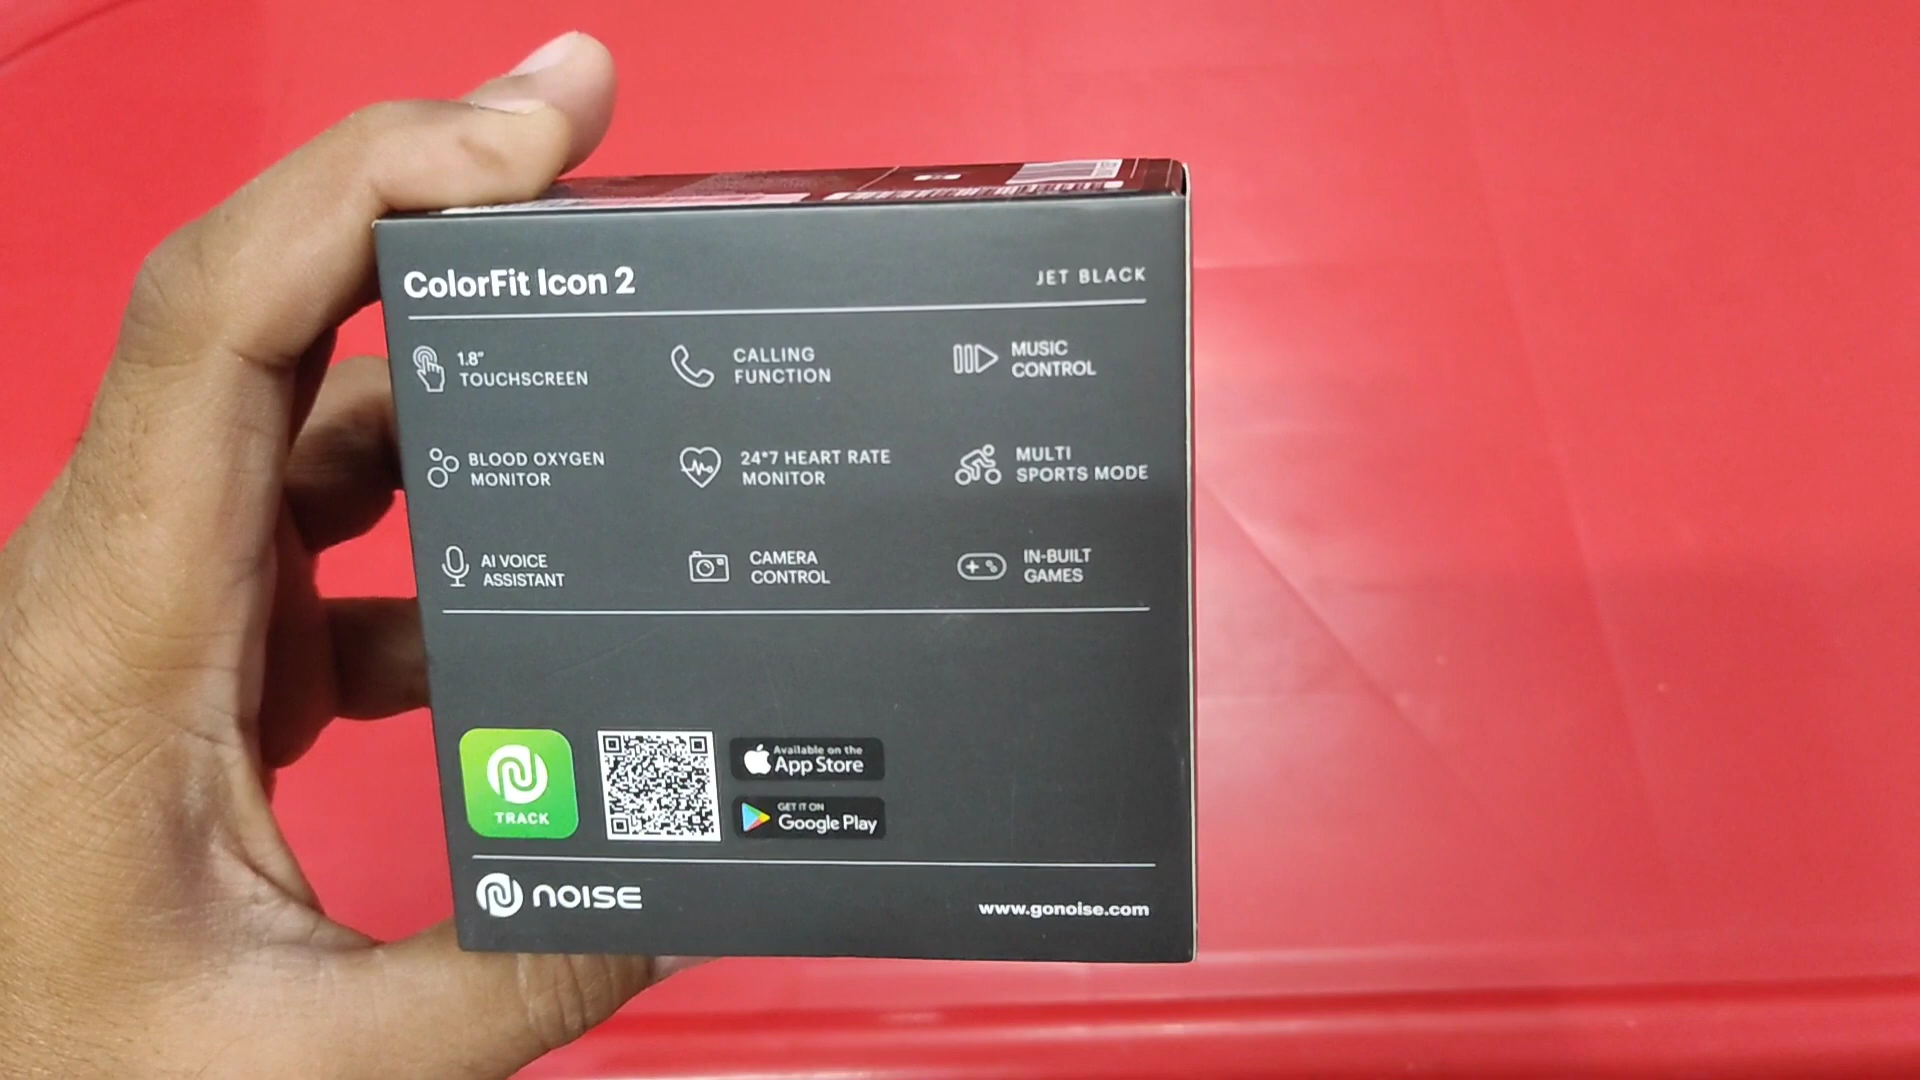 ColorFit Icon 2
JET BLACK
1.8"
TOUCHSCREEN
CALLING
FUNCTION
MUSIC
CONTROL
BLOOD OXYGEN
MONITOR
24*7 HEART RATE
MONITOR
MULTI
SPORTS MODE
AI VOICE
ASSISTANT
CAMERA
CONTROL
IN-BUILT
GAMES
TRACK
Available on the
App Store
GET IT ON
Google Play
NOISE
www.gonoise.com